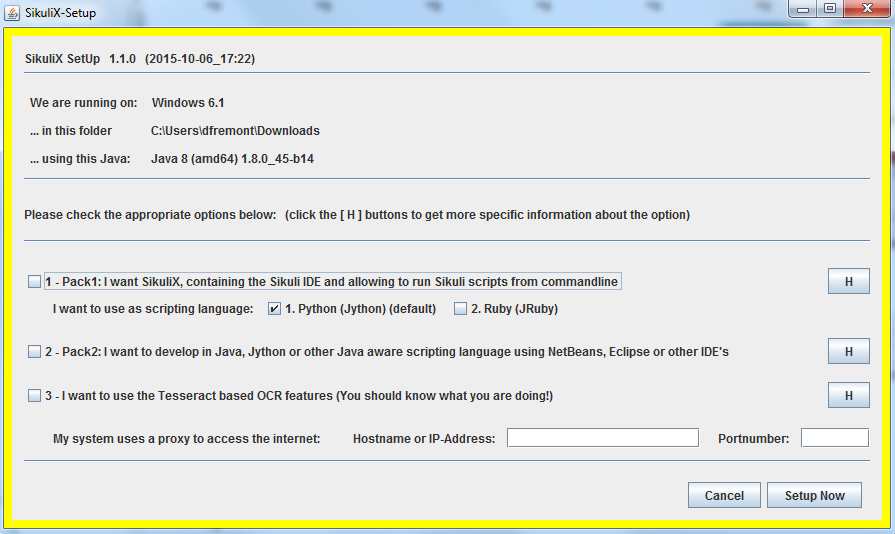 SikuliX-Setup
SikuliX SetUp 1.1.0 (2015-10-06_17:22)
We are running on: Windows 6.1
... in this folder C:\Users\dfremont\Downloads
... using this Java: Java 8 (amd64) 1.8.0_45-b14
Please check the appropriate options below: (click the [ H ] buttons to get more specific information about the option)
1 - Pack1: I want SikuliX, containing the Sikuli IDE and allowing to run Sikuli scripts from commandline H
I want to use as scripting language: 1. Python (Jython) (default) 2. Ruby (JRuby)
2 - Pack2: I want to develop in Java, Jython or other Java aware scripting language using NetBeans, Eclipse or other IDE's H
3 - I want to use the Tesseract based OCR features (You should know what you are doing!) H
My system uses a proxy to access the internet: Hostname or IP-Address: Portnumber:
Cancel Setup Now